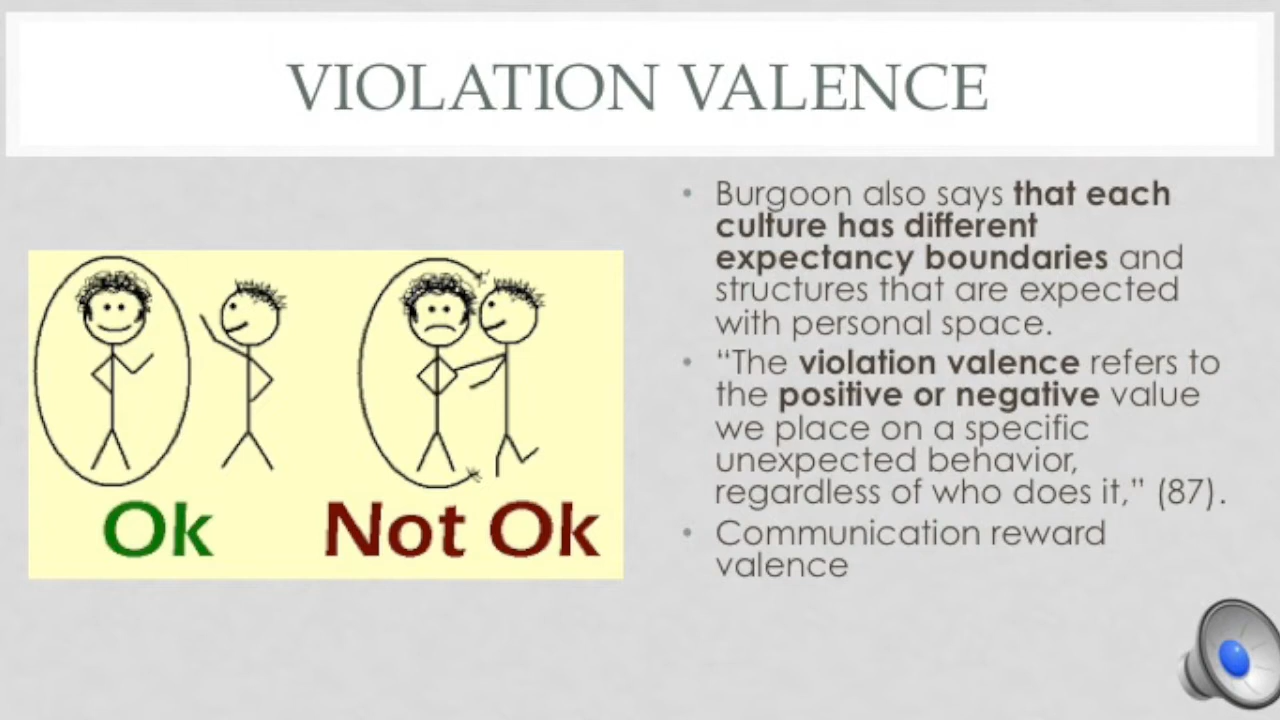 VIOLATION VALENCE
• Burgoon also says that each
culture has different
expectancy boundaries and
structures that are expected
with personal space.
• “The violation valence refers to
the positive or negative value
we place on a specific
unexpected behavior,
regardless of who does it,” (87).
• Communication reward
valence
Ok
Not Ok